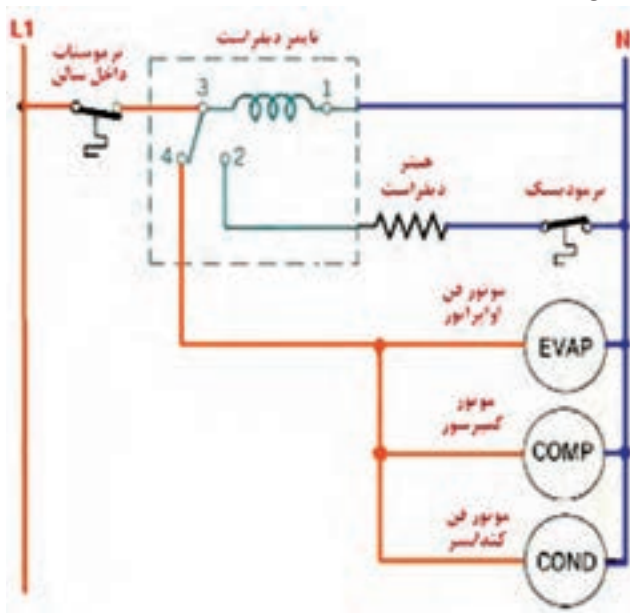 L1
N
ترموستات
داخل سالن
تایمر دیفراست
3
1
4
2
هیتر
دیفراست
ترمودیسک
موتور فن
اواپراتور
EVAP
موتور
کمپرسور
COMP
موتور فن
کندانسر
COND